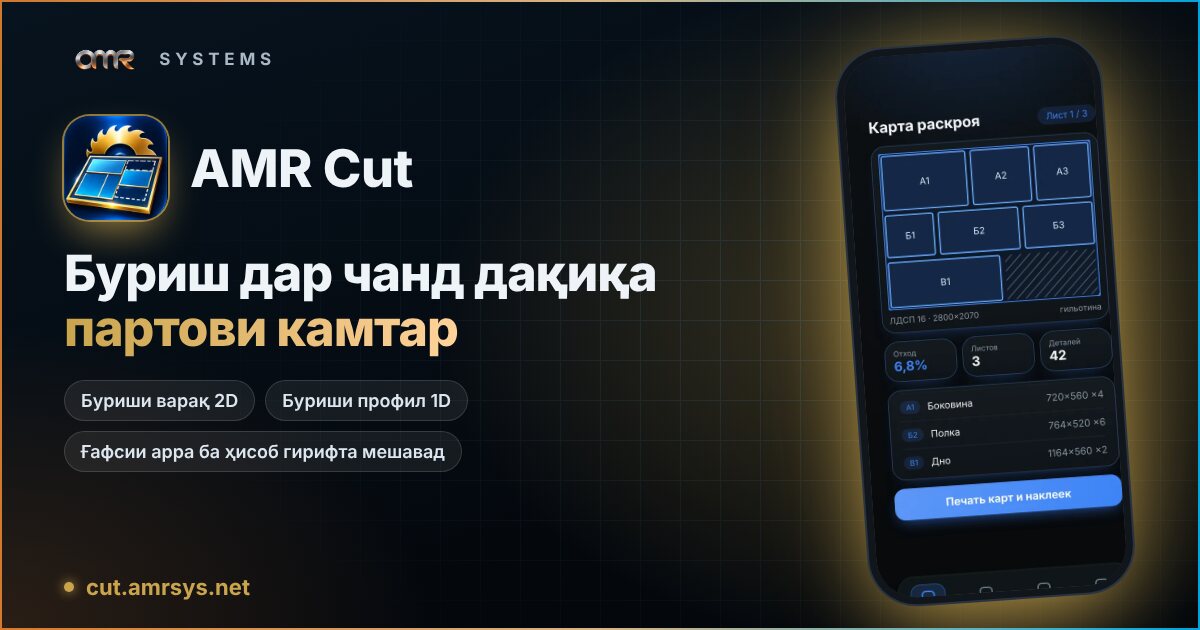 AMR SYSTEMS
AMR Cut
Буриш дар чанд дақиқа
партови камтар
Буриши варақ 2D
Буриши профил 1D
Ғафсии арра ба ҳисоб гирифта мешавад
cut.amrsys.net
Карта раскроя
Лист 1 / 3
А1
А2
А3
Б1
Б2
Б3
В1
ЛДСП 16 · 2800×2070
гильотина
Отход
6,8%
Листов
3
Деталей
42
А1 Боковина 720×560 ×4
Б2 Полка 764×520 ×6
В1 Дно 1164×560 ×2
Печать карт и наклеек